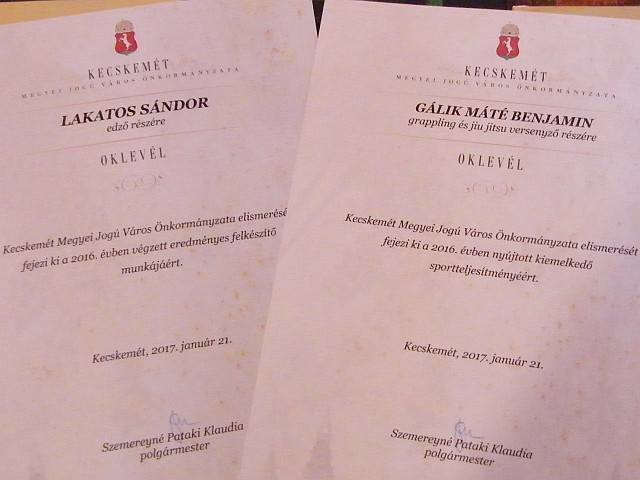 KECSKEMÉT
MEGYEI JOGÚ VÁROS ÖNKORMÁNYZATA
LAKATOS SÁNDOR
edző részére
OKLEVÉL
Kecskemét Megyei Jogú Város Önkormányzata elismerésé
fejezi ki a 2016. évben végzett eredményes felkészítő
munkájáért.
Kecskemét, 2017. január 21.
Szemereyné Pataki Klaudia
polgármester
KECSKEMÉT
MEGYEI JOGÚ VÁROS ÖNKORMÁNYZATA
GÁLIK MÁTÉ BENJAMIN
grappling és jiu jitsu versenyző részére
OKLEVÉL
Kecskemét Megyei Jogú Város Önkormányzata elismerését
fejezi ki a 2016. évben nyújtott kiemelkedő
sportteljesítményéért.
Kecskemét, 2017. január 21.
Szemereyné Pataki Klaudia
polgármester